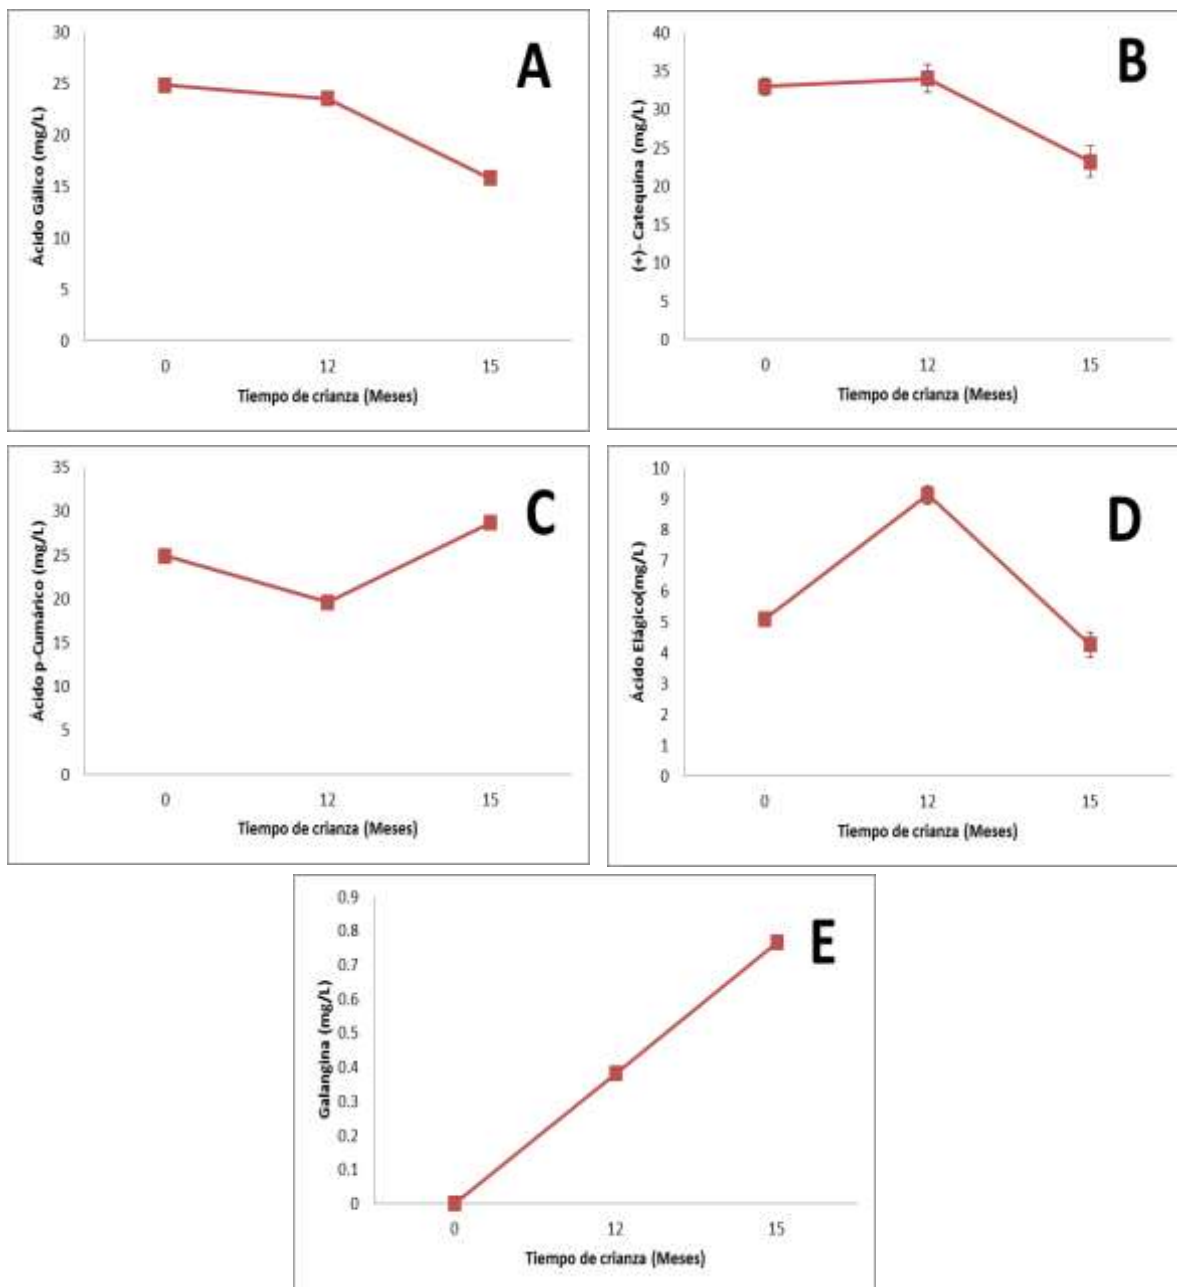 A
Ácido Gálico (mg/L)
30
25
20
15
10
5
0
0 12 15
Tiempo de crianza (Meses)
B
(+)- Catequina (mg/L)
40
35
30
25
20
15
10
5
0
0 12 15
Tiempo de crianza (Meses)
C
Ácido p-Cumárico (mg/L)
35
30
25
20
15
10
5
0
0 12 15
Tiempo de crianza (Meses)
D
Ácido Elágico(mg/L)
10
9
8
7
6
5
4
3
2
1
0
0 12 15
Tiempo de crianza (Meses)
E
Galangina (mg/L)
0.9
0.8
0.7
0.6
0.5
0.4
0.3
0.2
0.1
0
0 12 15
Tiempo de crianza (Meses)